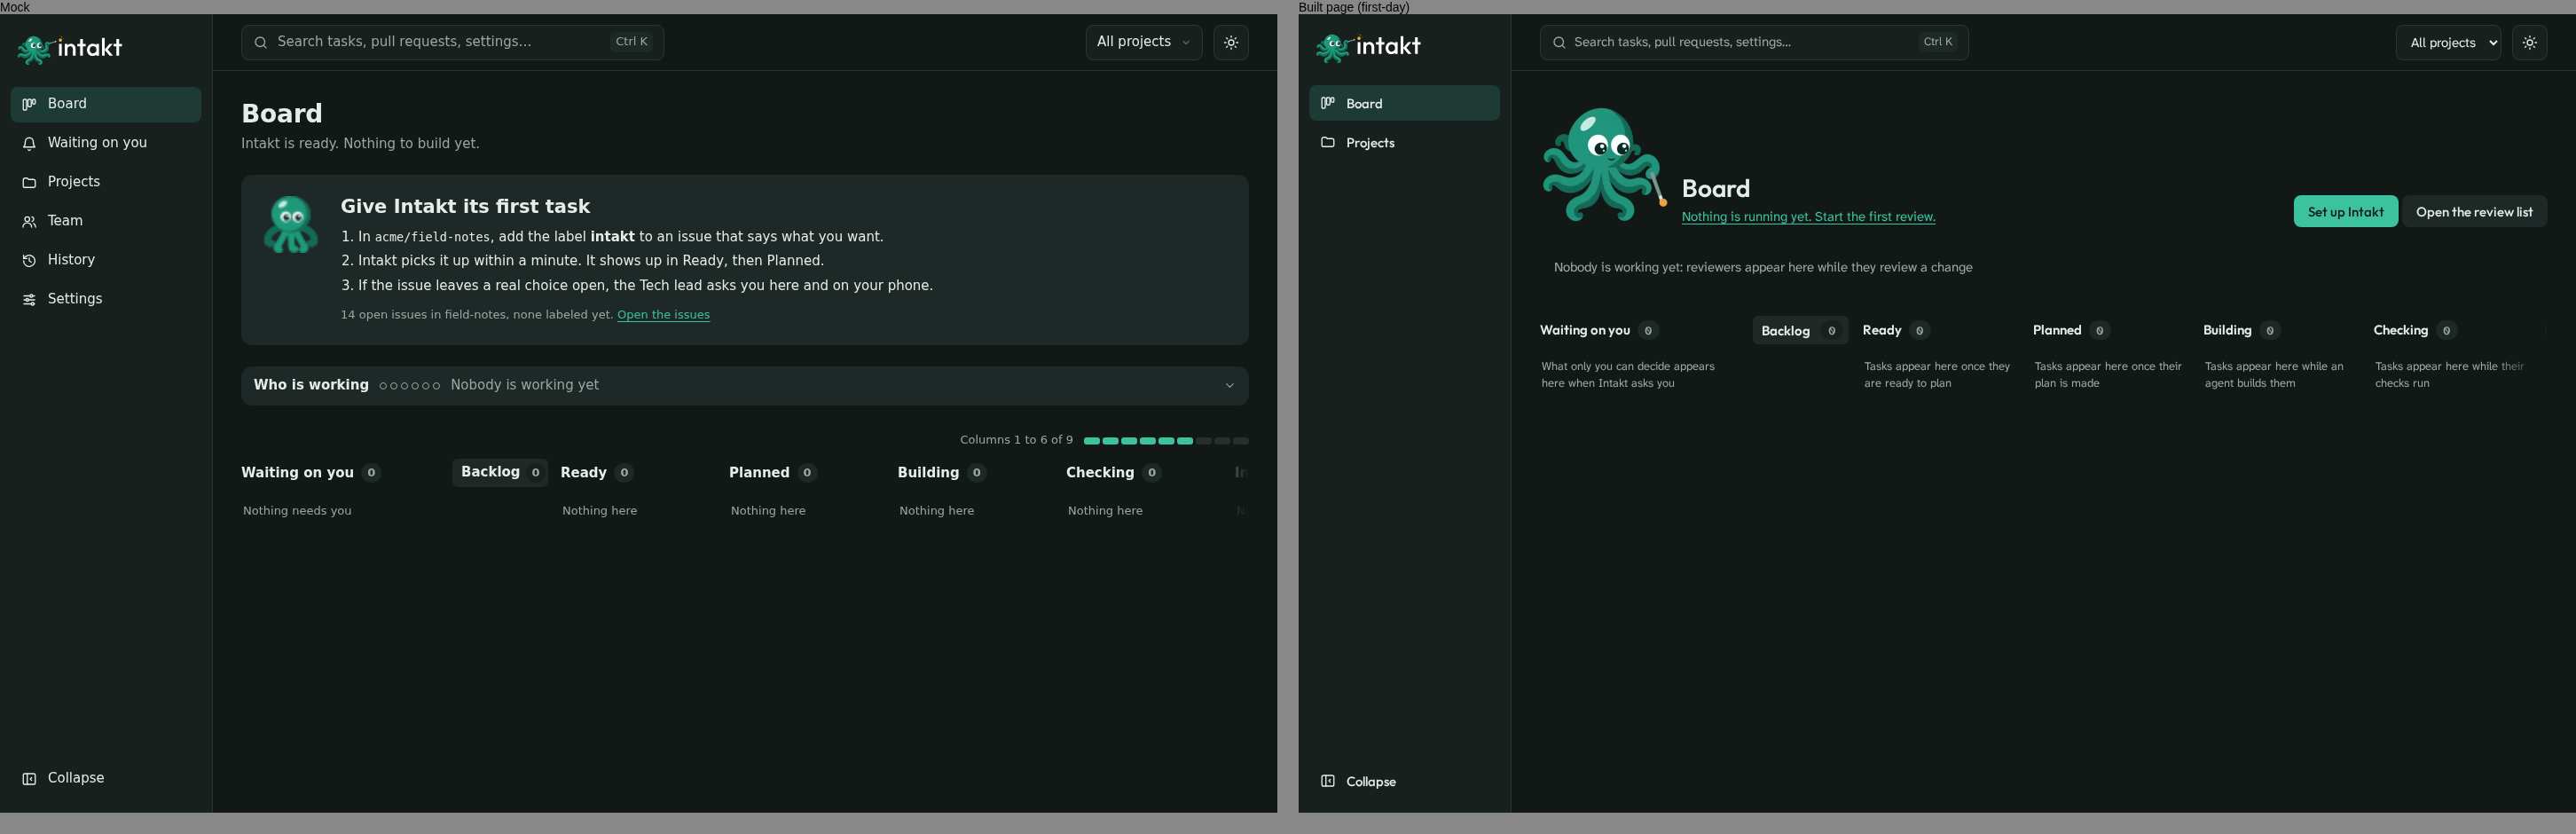 Mock
intakt
Search tasks, pull requests, settings...
Ctrl K
All projects
Board
Waiting on you
Projects
Team
History
Settings
Collapse
Board
Intakt is ready. Nothing to build yet.
Give Intakt its first task
1. In acme/field-notes, add the label intakt to an issue that says what you want.
2. Intakt picks it up within a minute. It shows up in Ready, then Planned.
3. If the issue leaves a real choice open, the Tech lead asks you here and on your phone.
14 open issues in field-notes, none labeled yet. Open the issues
Who is working Nobody is working yet
Columns 1 to 6 of 9
Waiting on you 0 Backlog 0 Ready 0 Planned 0 Building 0 Checking 0 In
Nothing needs you Nothing here Nothing here Nothing here Nothing here N
Built page (first-day)
intakt
Search tasks, pull requests, settings...
Ctrl K
All projects
Board
Projects
Collapse
Board
Nothing is running yet. Start the first review.
Set up Intakt Open the review list
Nobody is working yet: reviewers appear here while they review a change
Waiting on you 0 Backlog 0 Ready 0 Planned 0 Building 0 Checking 0
What only you can decide appears
here when Intakt asks you
Tasks appear here once they
are ready to plan
Tasks appear here once their
plan is made
Tasks appear here while an
agent builds them
Tasks appear here while their
checks run